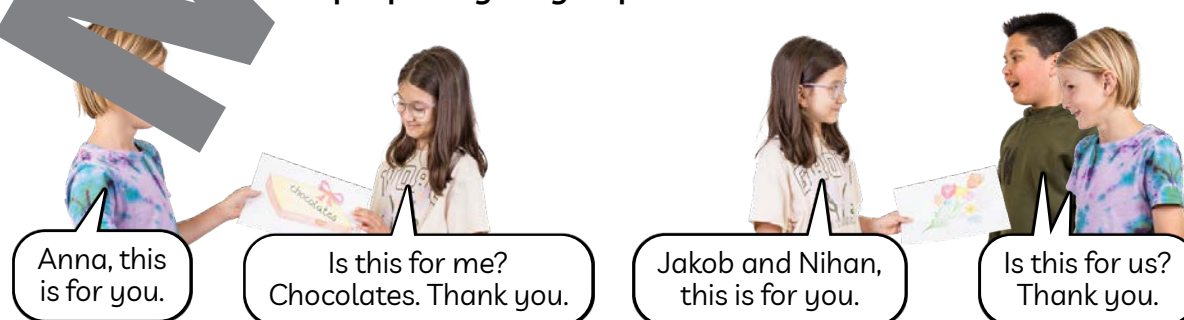 chocolates
Anna, this
is for you.
Is this for me?
Chocolates. Thank you.
Jakob and Nihan,
this is for you.
Is this for us?
Thank you.